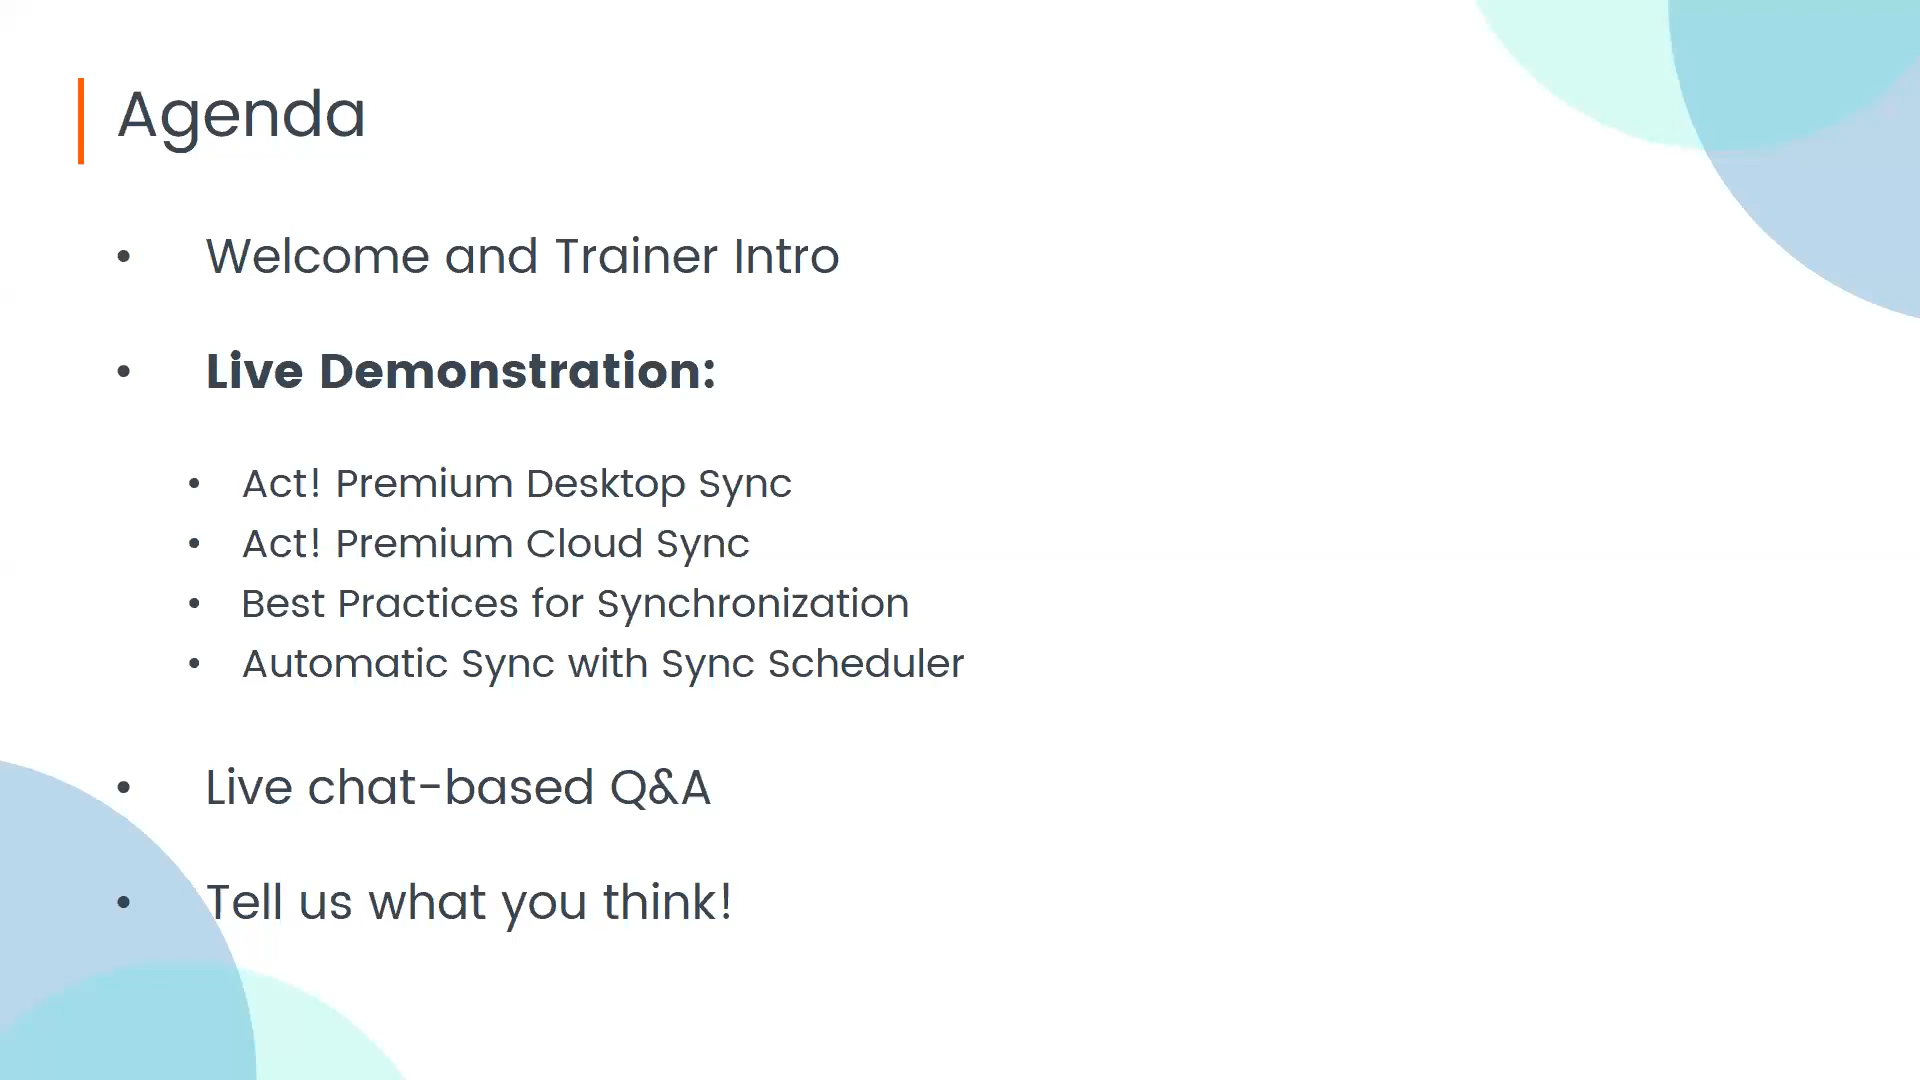 Agenda
• Welcome and Trainer Intro
• Live Demonstration:
• Act! Premium Desktop Sync
• Act! Premium Cloud Sync
• Best Practices for Synchronization
• Automatic Sync with Sync Scheduler
• Live chat-based Q&A
• Tell us what you think!